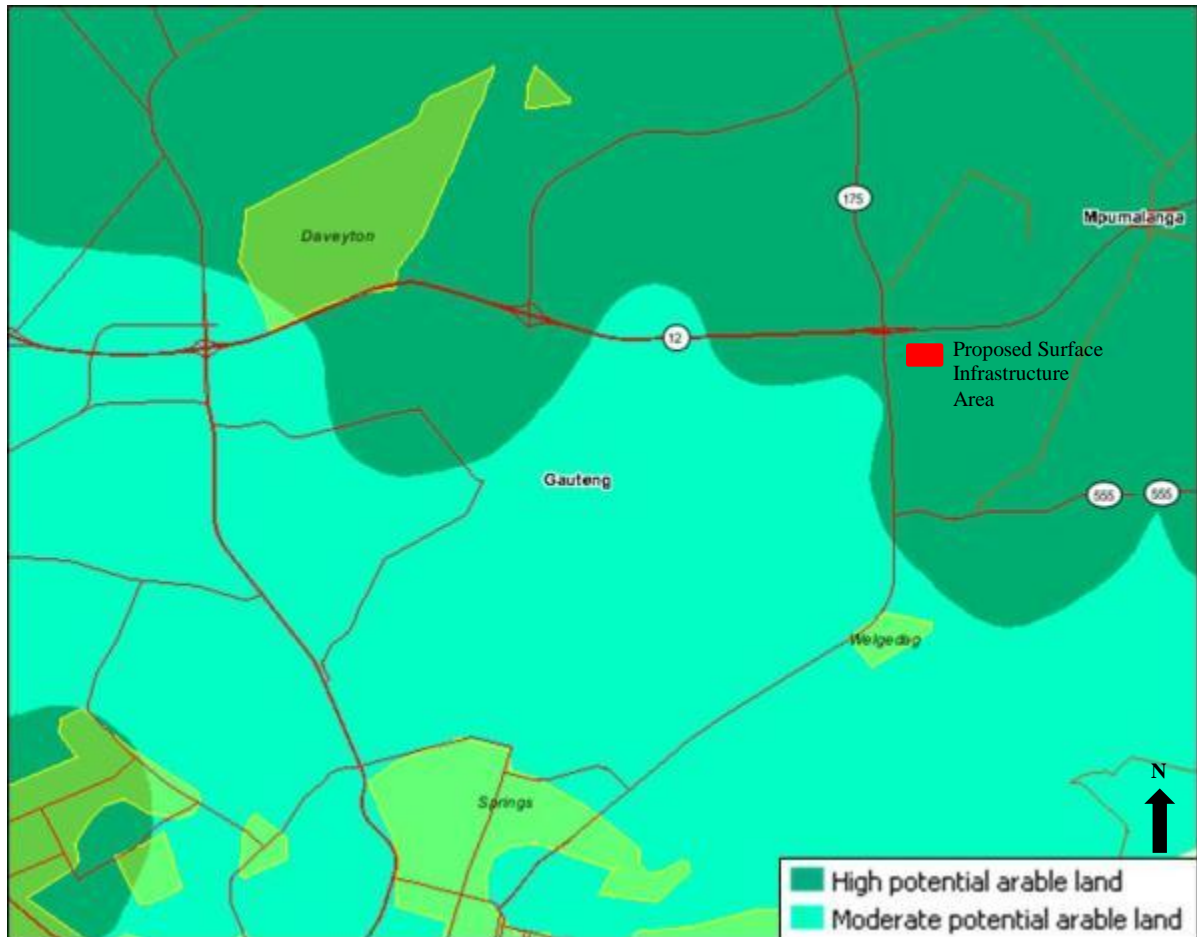 175
Daveyton
Mpumalanga
12
Proposed Surface
Infrastructure
Area
Gauteng
555
555
Welgedag
N
Springs
High potential arable land
Moderate potential arable land